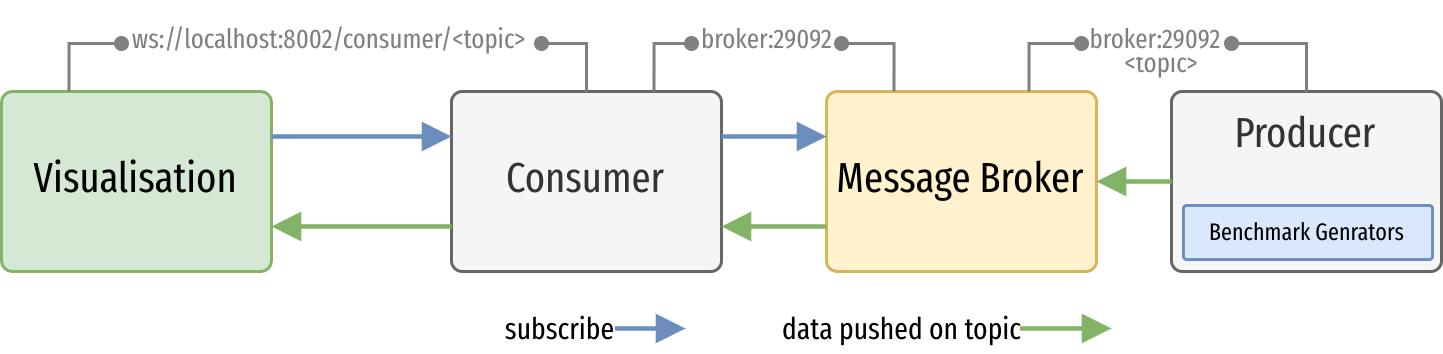 ws://localhost:8002/consumer/<topic>
broker:29092
broker:29092
<topic>
Visualisation
Consumer
Message Broker
Producer
Benchmark Genrators
subscribe
data pushed on topic